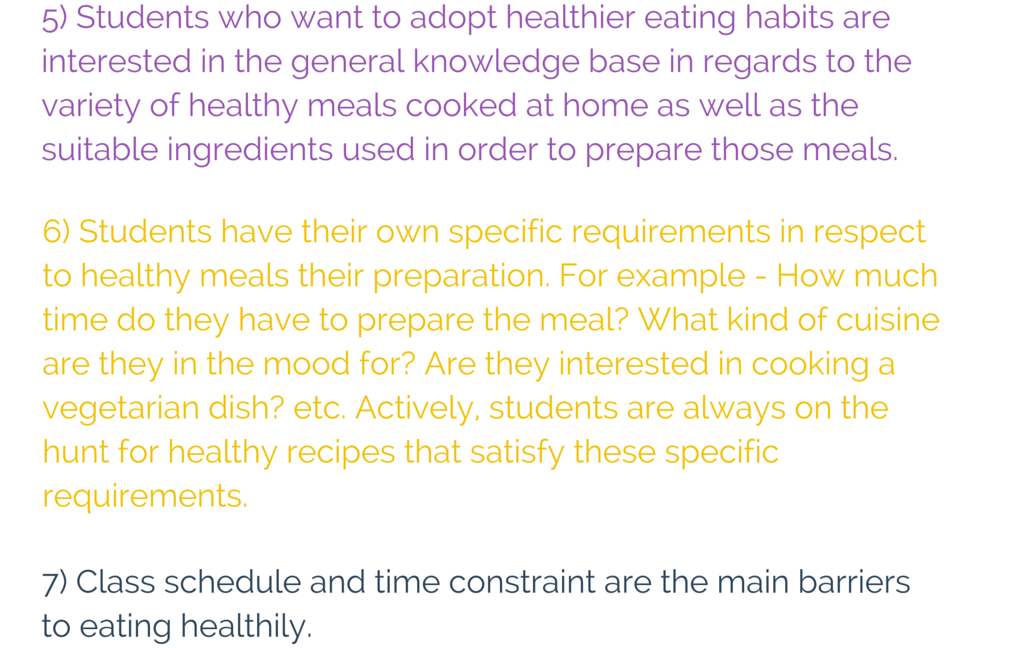 5) Students who want to adopt healthier eating habits are
interested in the general knowledge base in regards to the
variety of healthy meals cooked at home as well as the
suitable ingredients used in order to prepare those meals.
6) Students have their own specific requirements in respect
to healthy meals their preparation. For example - How much
time do they have to prepare the meal? What kind of cuisine
are they in the mood for? Are they interested in cooking a
vegetarian dish? etc. Actively, students are always on the
hunt for healthy recipes that satisfy these specific
requirements.
7) Class schedule and time constraint are the main barriers
to eating healthily.